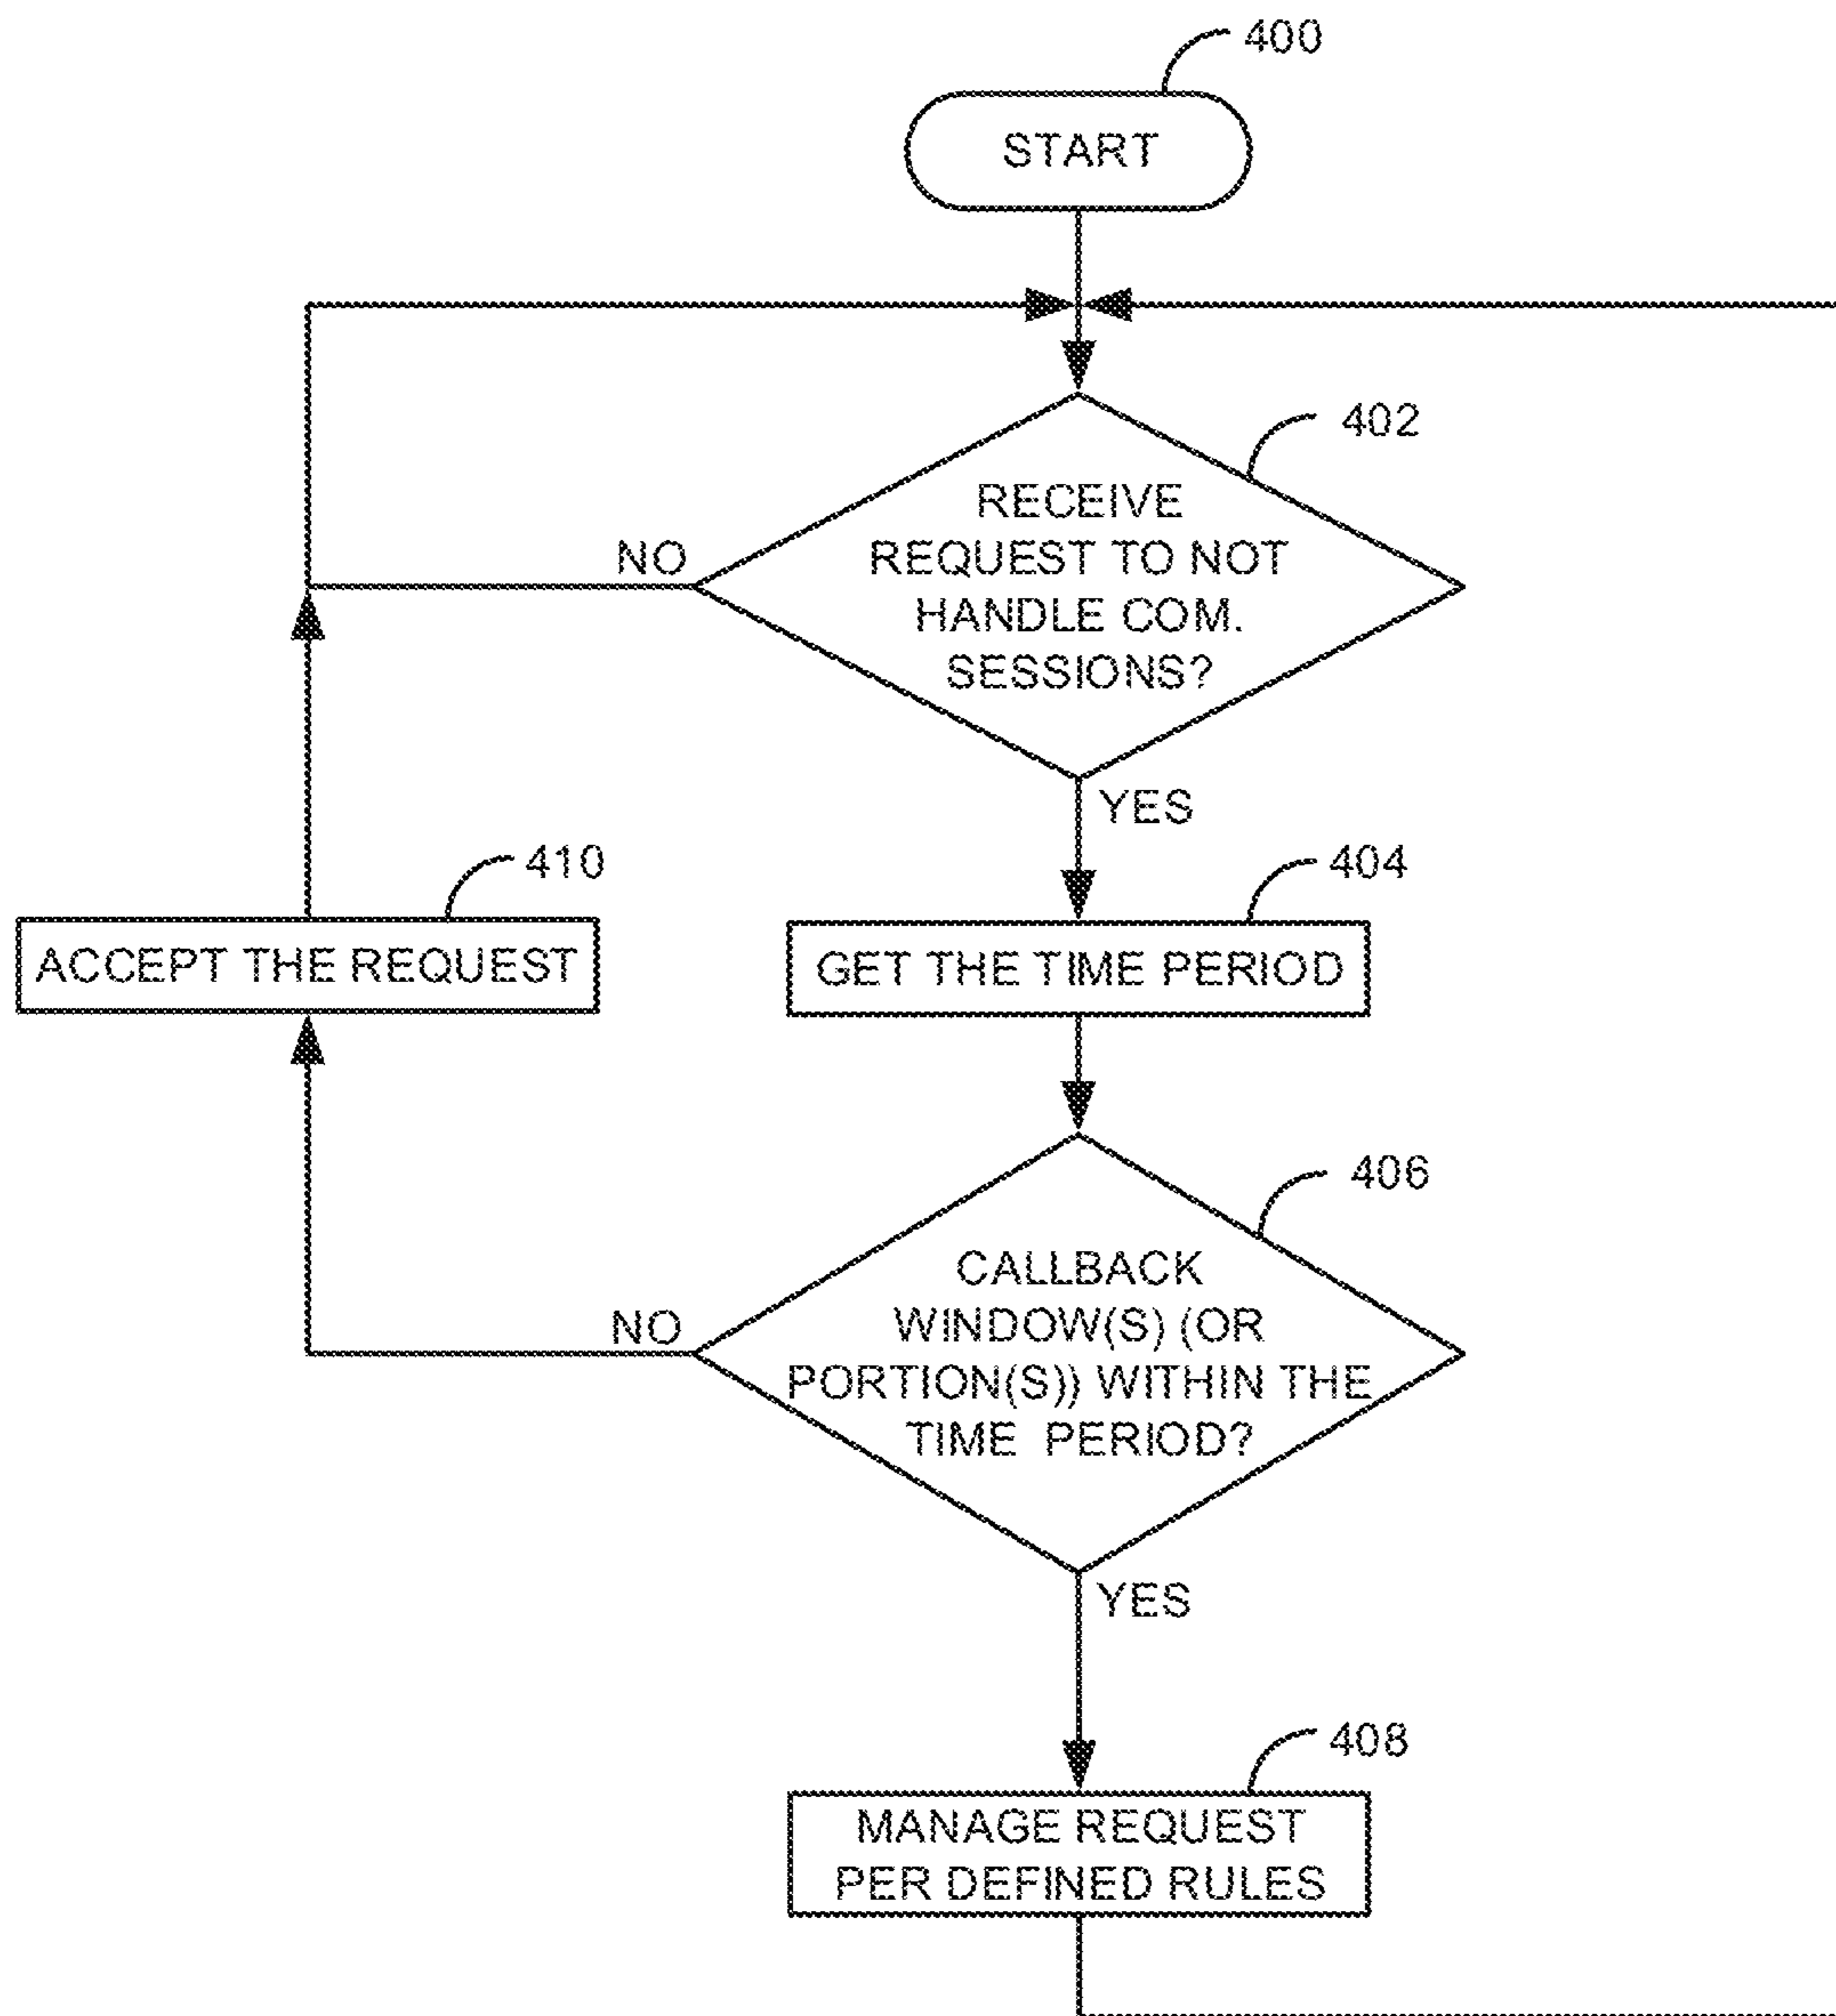 400
START
402
RECEIVE
REQUEST TO NOT
HANDLE COM.
SESSIONS?
NO
YES
410
404
ACCEPT THE REQUEST
GET THE TIME PERIOD
406
CALLBACK
WINDOW(S) (OR
PORTION(S)) WITHIN THE
TIME PERIOD?
NO
YES
408
MANAGE REQUEST
PER DEFINED RULES